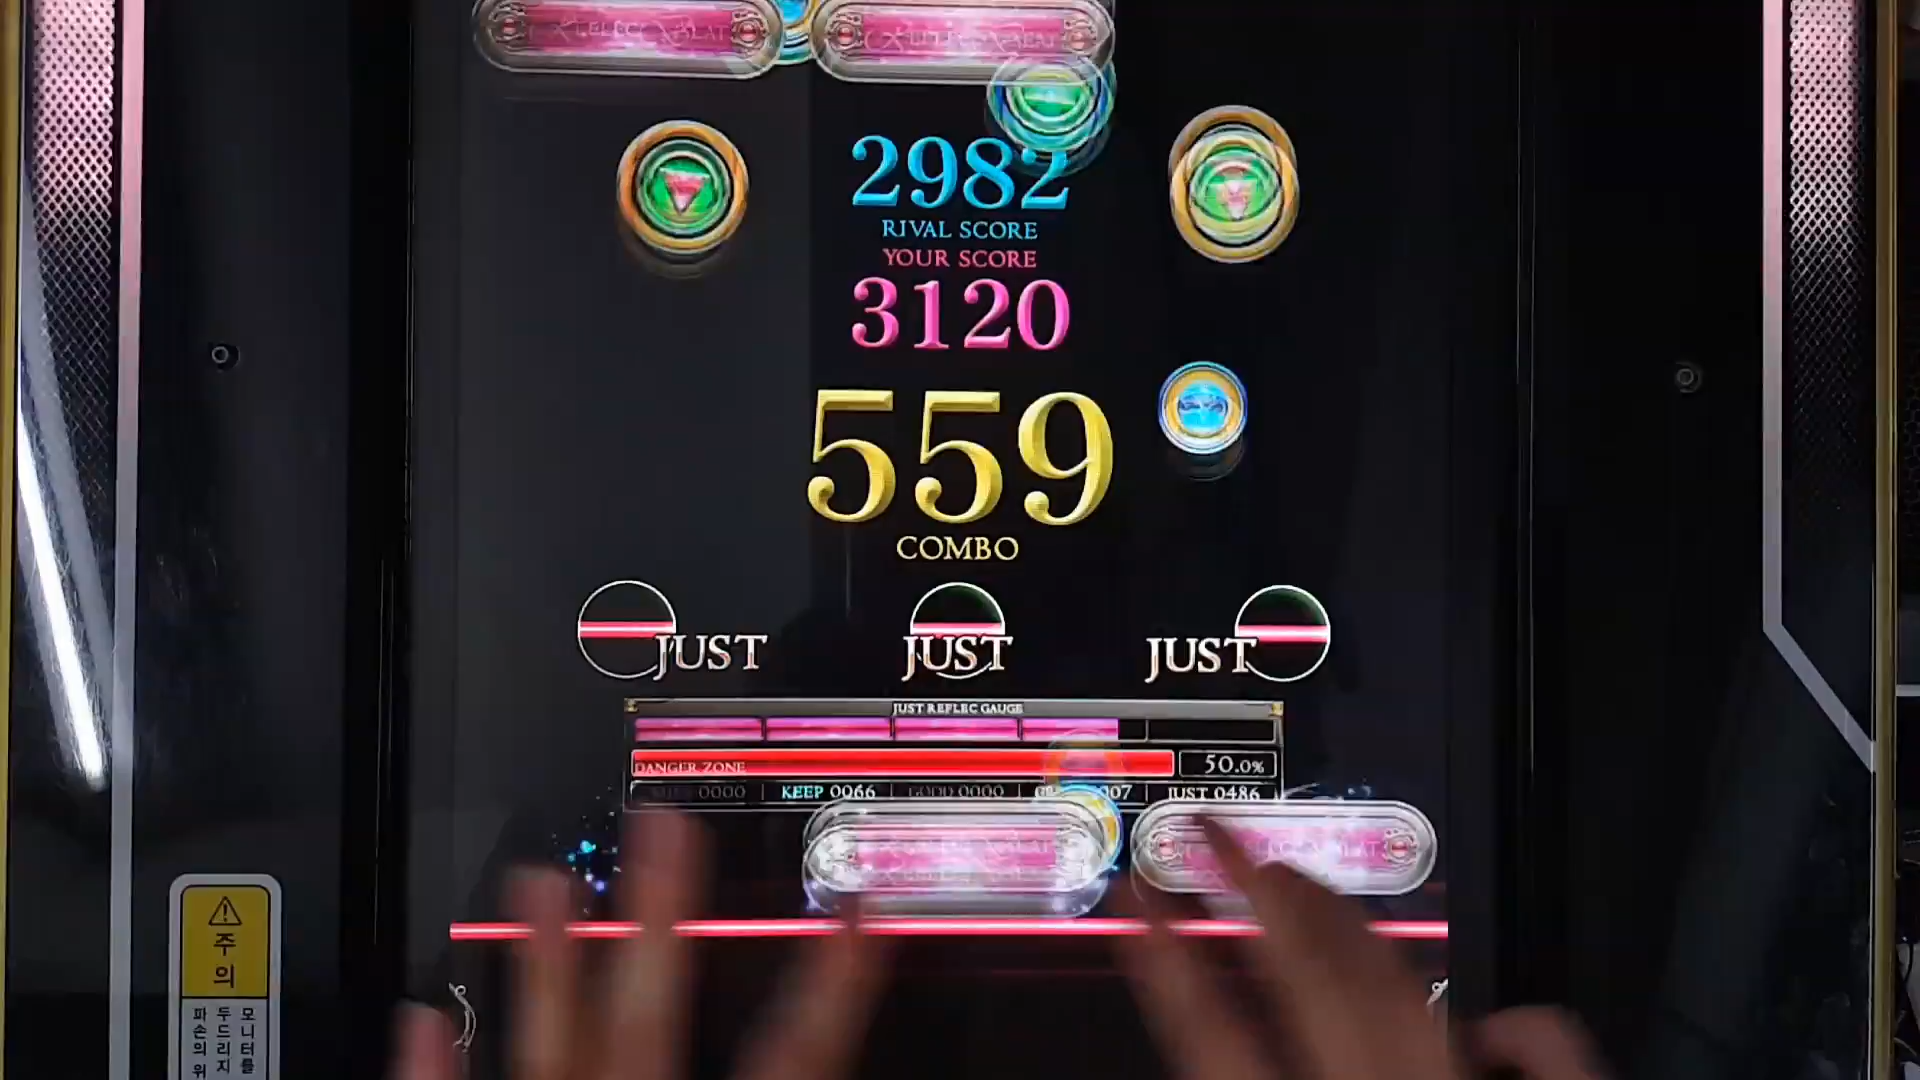 2982
RIVAL SCORE
YOUR SCORE
3120
559
COMBO
JUST
JUST
JUST
JUST REFLEC GAUGE
DANGER ZONE
50.0%
0000
KEEP 0066
GOOD 0000
JUST 0486
주
의
모니터를
두드리지
파손의 위